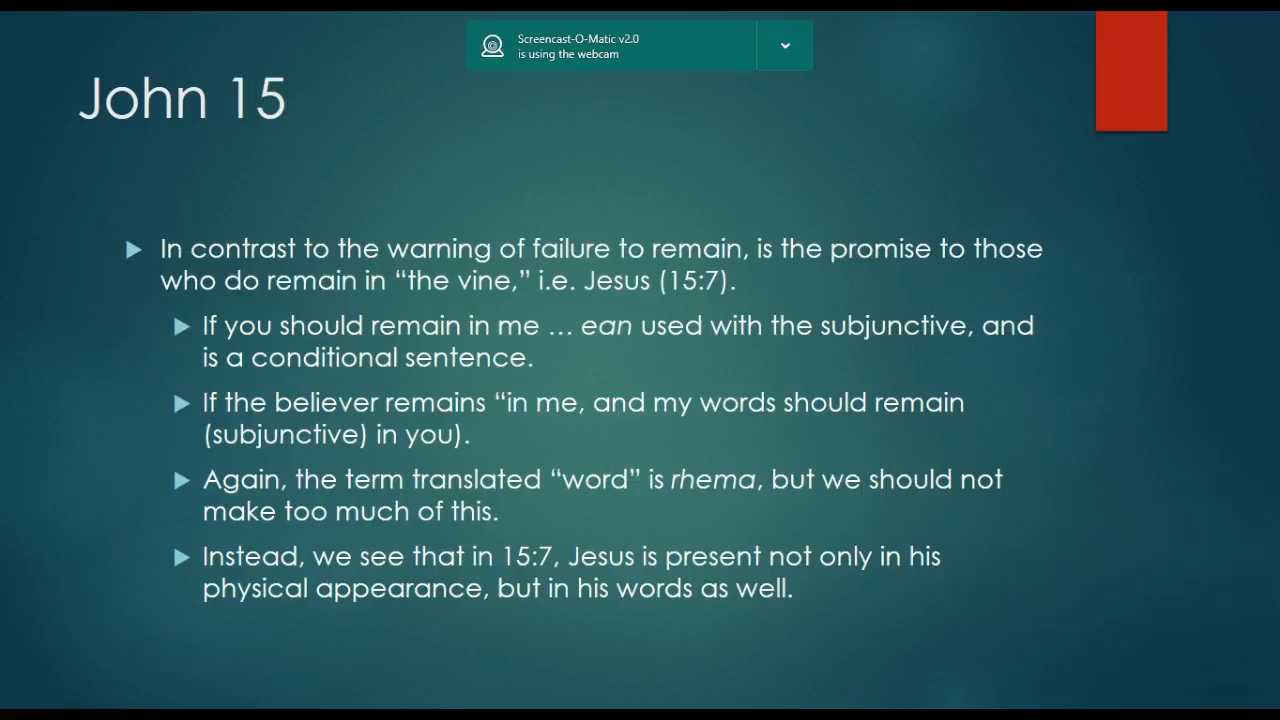 Screencast-O-Matic v2.0
is using the webcam
John 15
In contrast to the warning of failure to remain, is the promise to those
who do remain in “the vine,” i.e. Jesus (15:7).
If you should remain in me … ean used with the subjunctive, and
is a conditional sentence.
If the believer remains “in me, and my words should remain
(subjunctive) in you).
Again, the term translated “word” is rhema, but we should not
make too much of this.
Instead, we see that in 15:7, Jesus is present not only in his
physical appearance, but in his words as well.